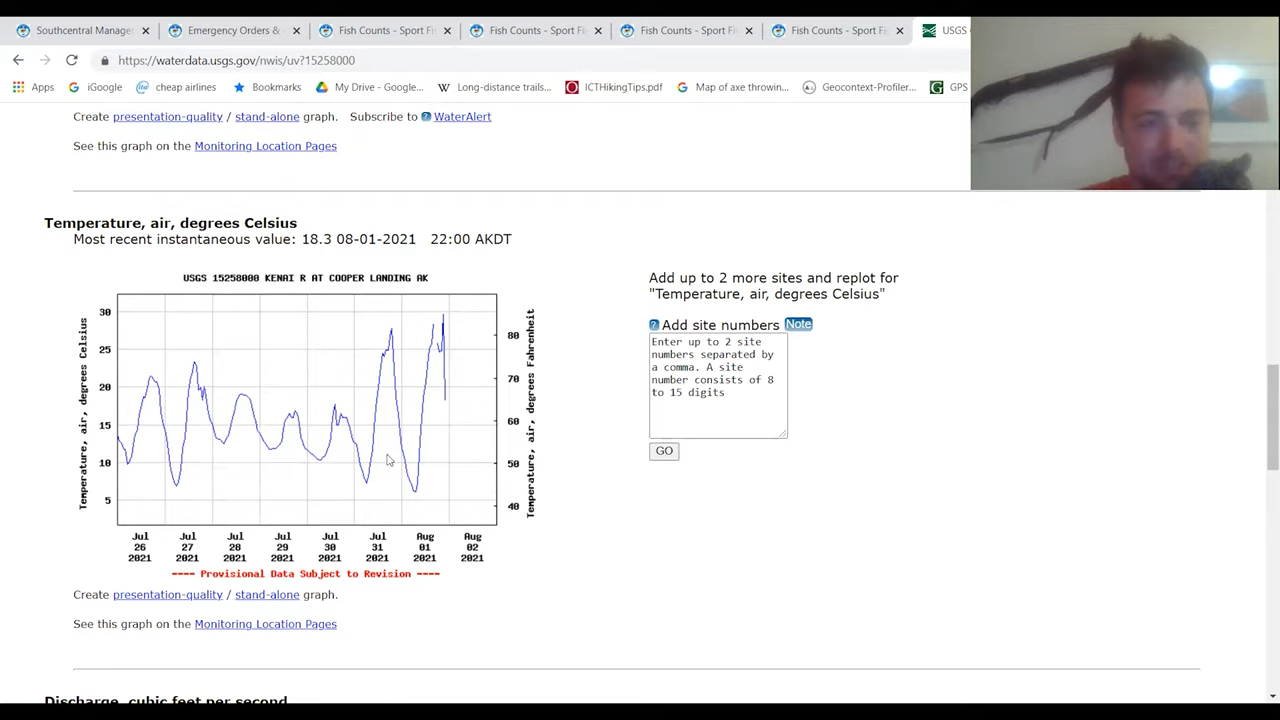 Southcentral Manage
Emergency Orders &
Fish Counts - Sport Fi
Fish Counts - Sport Fi
Fish Counts - Sport Fi
Fish Counts - Sport Fi
USGS
https://waterdata.usgs.gov/nwis/uv?15258000
Apps
iGoogle
cheap airlines
Bookmarks
My Drive - Google...
Long-distance trails...
ICTHikingTips.pdf
Map of axe throwin...
Geocontext-Profiler...
GPS
Create presentation-quality / stand-alone graph. Subscribe to ? WaterAlert
See this graph on the Monitoring Location Pages
Temperature, air, degrees Celsius
Most recent instantaneous value: 18.3 08-01-2021 22:00 AKDT
USGS 15258000 KENAI R AT COOPER LANDING AK
Temperature, air, degrees Celsius
30
25
20
15
10
5
80
70
60
50
40
Temperature, air, degrees Fahrenheit
Jul Jul Jul Jul Jul Jul Aug Aug
26 27 28 29 30 31 01 02
2021 2021 2021 2021 2021 2021 2021 2021
---- Provisional Data Subject to Revision ----
Add up to 2 more sites and replot for
"Temperature, air, degrees Celsius"
? Add site numbers Note
Enter up to 2 site
numbers separated by
a comma. A site
number consists of 8
to 15 digits
GO
Create presentation-quality / stand-alone graph.
See this graph on the Monitoring Location Pages
Discharge, cubic feet per second